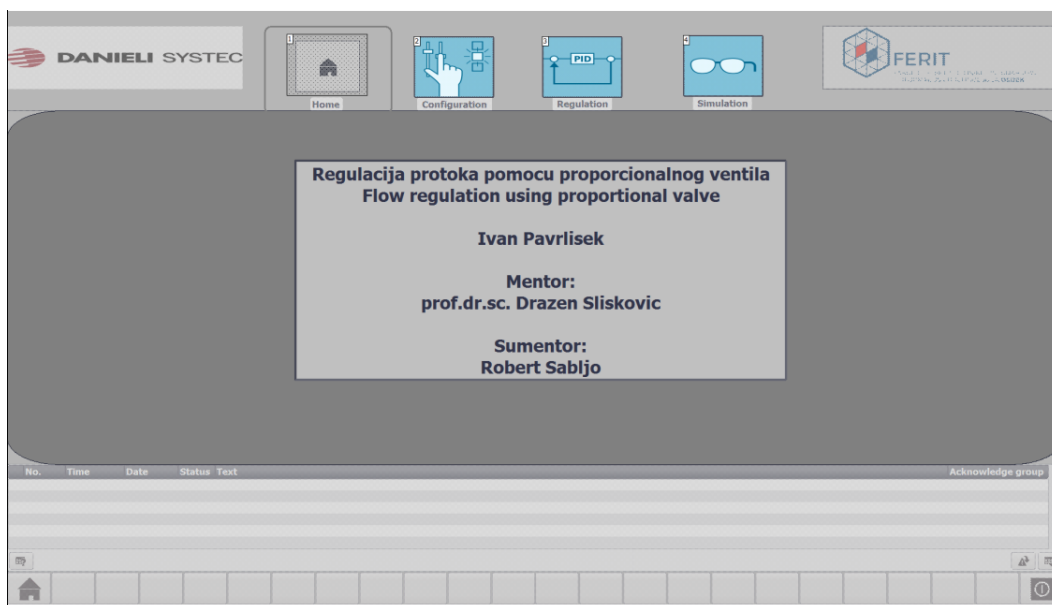 DANIELI SYSTEC
1
Home
2
Configuration
3
PID
Regulation
4
Simulation
FERIT
Regulacija protoka pomocu proporcionalnog ventila
Flow regulation using proportional valve
Ivan Pavrlisek
Mentor:
prof.dr.sc. Drazen Sliskovic
Sumentor:
Robert Sabljo
No. Time Date Status Text Acknowledge group